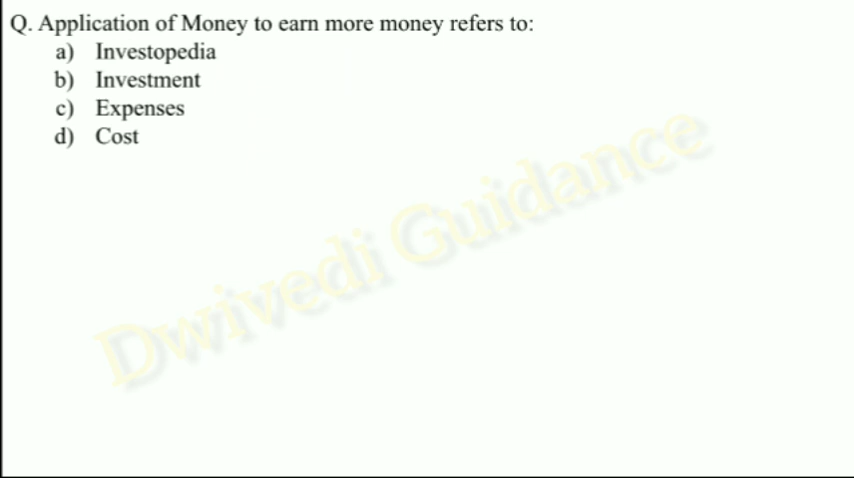 Q. Application of Money to earn more money refers to:
a) Investopedia
b) Investment
c) Expenses
d) Cost
Dwivedi Guidance